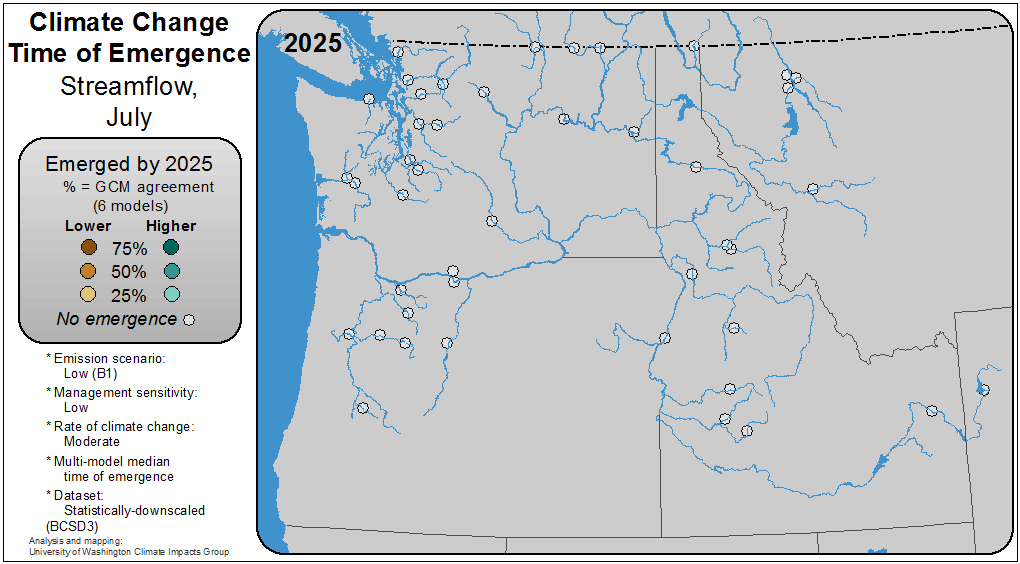 Climate Change
Time of Emergence
Streamflow,
July
2025
Emerged by 2025
% = GCM agreement
(6 models)
Lower Higher
75%
50%
25%
No emergence
* Emission scenario:
Low (B1)
* Management sensitivity:
Low
* Rate of climate change:
Moderate
* Multi-model median
time of emergence
* Dataset:
Statistically-downscaled
(BCSD3)
Analysis and mapping:
University of Washington Climate Impacts Group